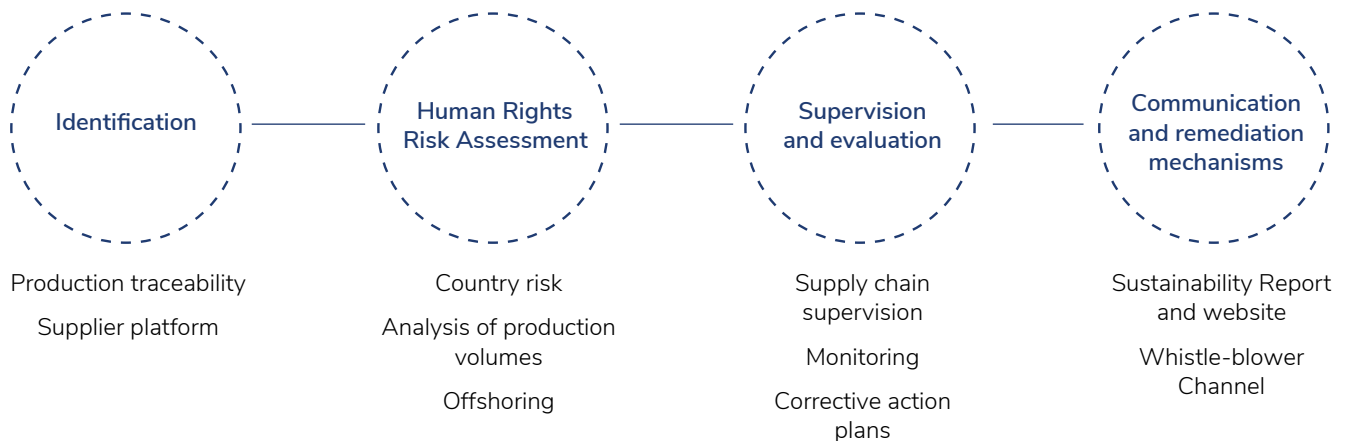 Identification
Human Rights
Risk Assessment
Supervision
and evaluation
Communication
and remediation
mechanisms
Production traceability
Supplier platform
Country risk
Analysis of production
volumes
Offshoring
Supply chain
supervision
Monitoring
Corrective action
plans
Sustainability Report
and website
Whistle-blower
Channel